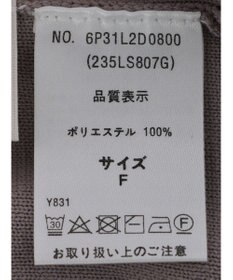 NO. 6P31L2D0800
(235LS807G)
品質表示
ポリエステル 100%
サイズ
F
Y831
30 F
お取り扱い上のご注意